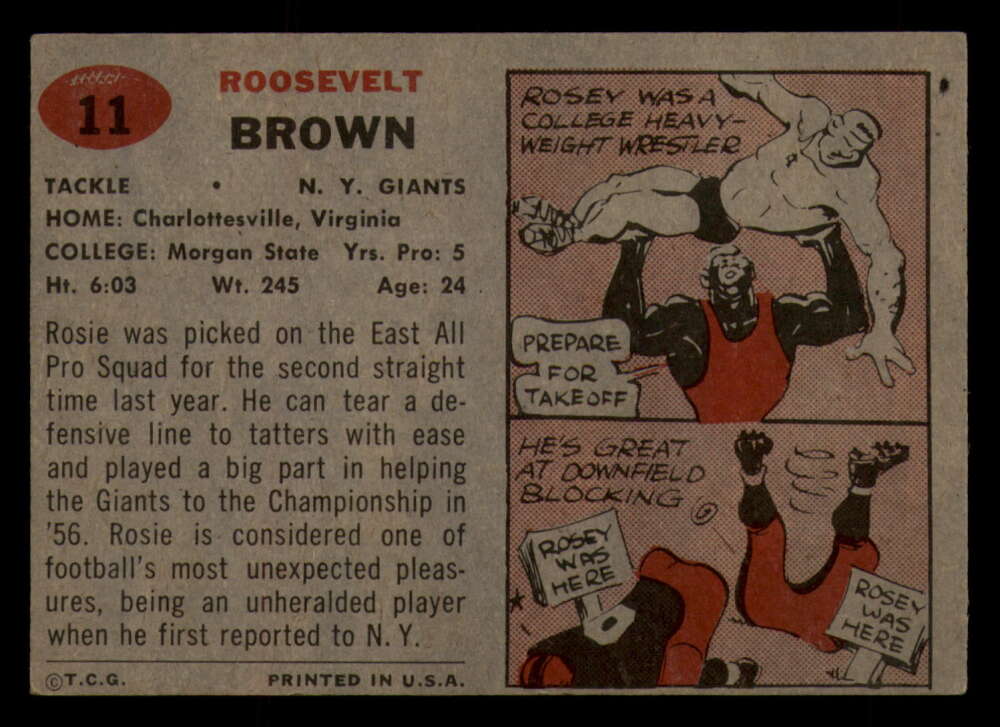 11
ROOSEVELT
BROWN
TACKLE • N. Y. GIANTS
HOME: Charlottesville, Virginia
COLLEGE: Morgan State Yrs. Pro: 5
Ht. 6:03 Wt. 245 Age: 24
Rosie was picked on the East All
Pro Squad for the second straight
time last year. He can tear a de-
fensive line to tatters with ease
and played a big part in helping
the Giants to the Championship in
'56. Rosie is considered one of
football's most unexpected pleas-
ures, being an unheralded player
when he first reported to N. Y.
©T.C.G. PRINTED IN U.S.A.
ROSEY WAS A
COLLEGE HEAVY-
WEIGHT WRESTLER
PREPARE
FOR
TAKEOFF
HE'S GREAT
AT DOWNFIELD
BLOCKING
ROSEY
WAS
HERE
ROSEY
WAS
HERE